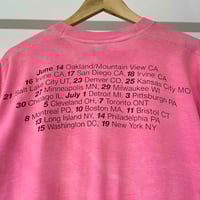 June 14 Oakland/Mountain View CA
16 Irvine CA, 17 San Diego CA, 18 Irvine CA
21 Salt Lake City UT, 23 Denver CO, 25 Kansas City MO
27 Minneapolis MN, 29 Milwaukee WI
30 Chicago IL, July 1 Detroit MI, 3 Pittsburgh PA
5 Cleveland OH, 7 Toronto ONT
8 Montreal PQ, 10 Boston MA, 11 Bristol CT
13 Long Island NY, 14 Philadelphia PA
15 Washington DC, 19 New York NY